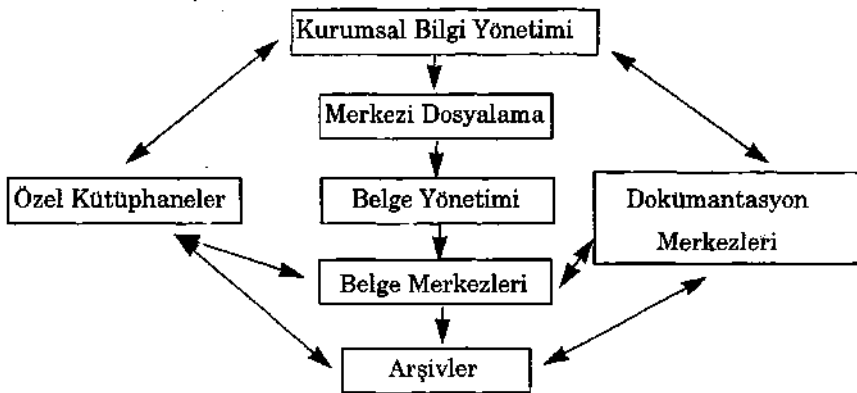 Kurumsal Bilgi Yönetimi
Merkezi Dosyalama
Özel Kütüphaneler
Belge Yönetimi
Dokümantasyon
Merkezleri
Belge Merkezleri
Arşivler